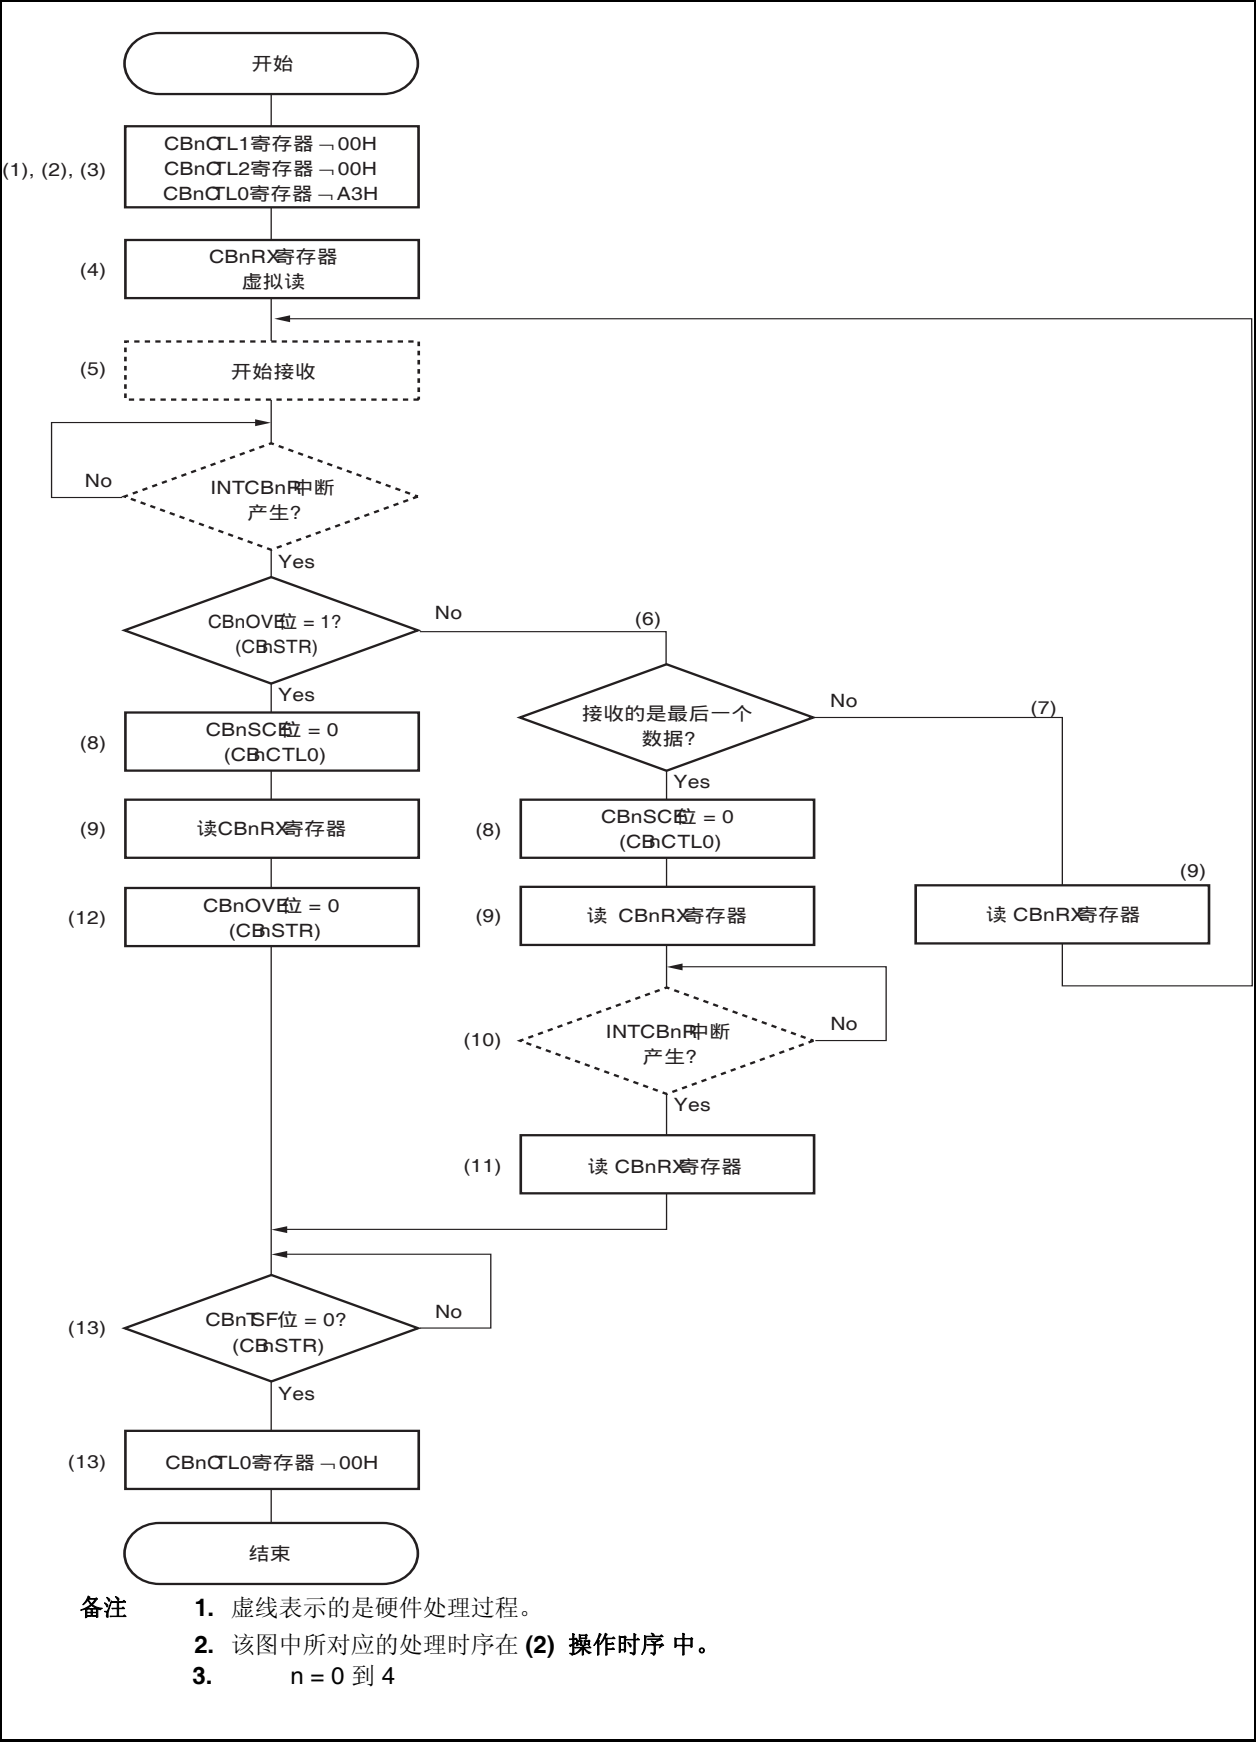 开始
CBnCTL1寄存器 ¬ 00H
(1), (2), (3)
CBnCTL2寄存器 ¬ 00H
CBnCTL0寄存器 ¬ A3H
CBnRX寄存器
(4)
虚拟读
(5)
开始接收
No
INTCBnR中断
产生?
Yes
CBnOVE位 = 1?
(CBnSTR)
No
(6)
Yes
接收的是最后一个
数据?
No
(7)
(8)
CBnSCE位 = 0
(CBnCTL0)
Yes
(9)
读CBnRX寄存器
(8)
CBnSCE位 = 0
(CBnCTL0)
(9)
(12)
CBnOVE位 = 0
(CBnSTR)
(9)
读 CBnRX寄存器
读 CBnRX寄存器
(10)
INTCBnR中断
产生?
No
Yes
(11)
读 CBnRX寄存器
(13)
CBnTSF位 = 0?
(CBnSTR)
No
Yes
(13)
CBnCTL0寄存器 ¬ 00H
结束
备注 1. 虚线表示的是硬件处理过程。
2. 该图中所对应的处理时序在 (2) 操作时序 中。
3. n = 0 到 4